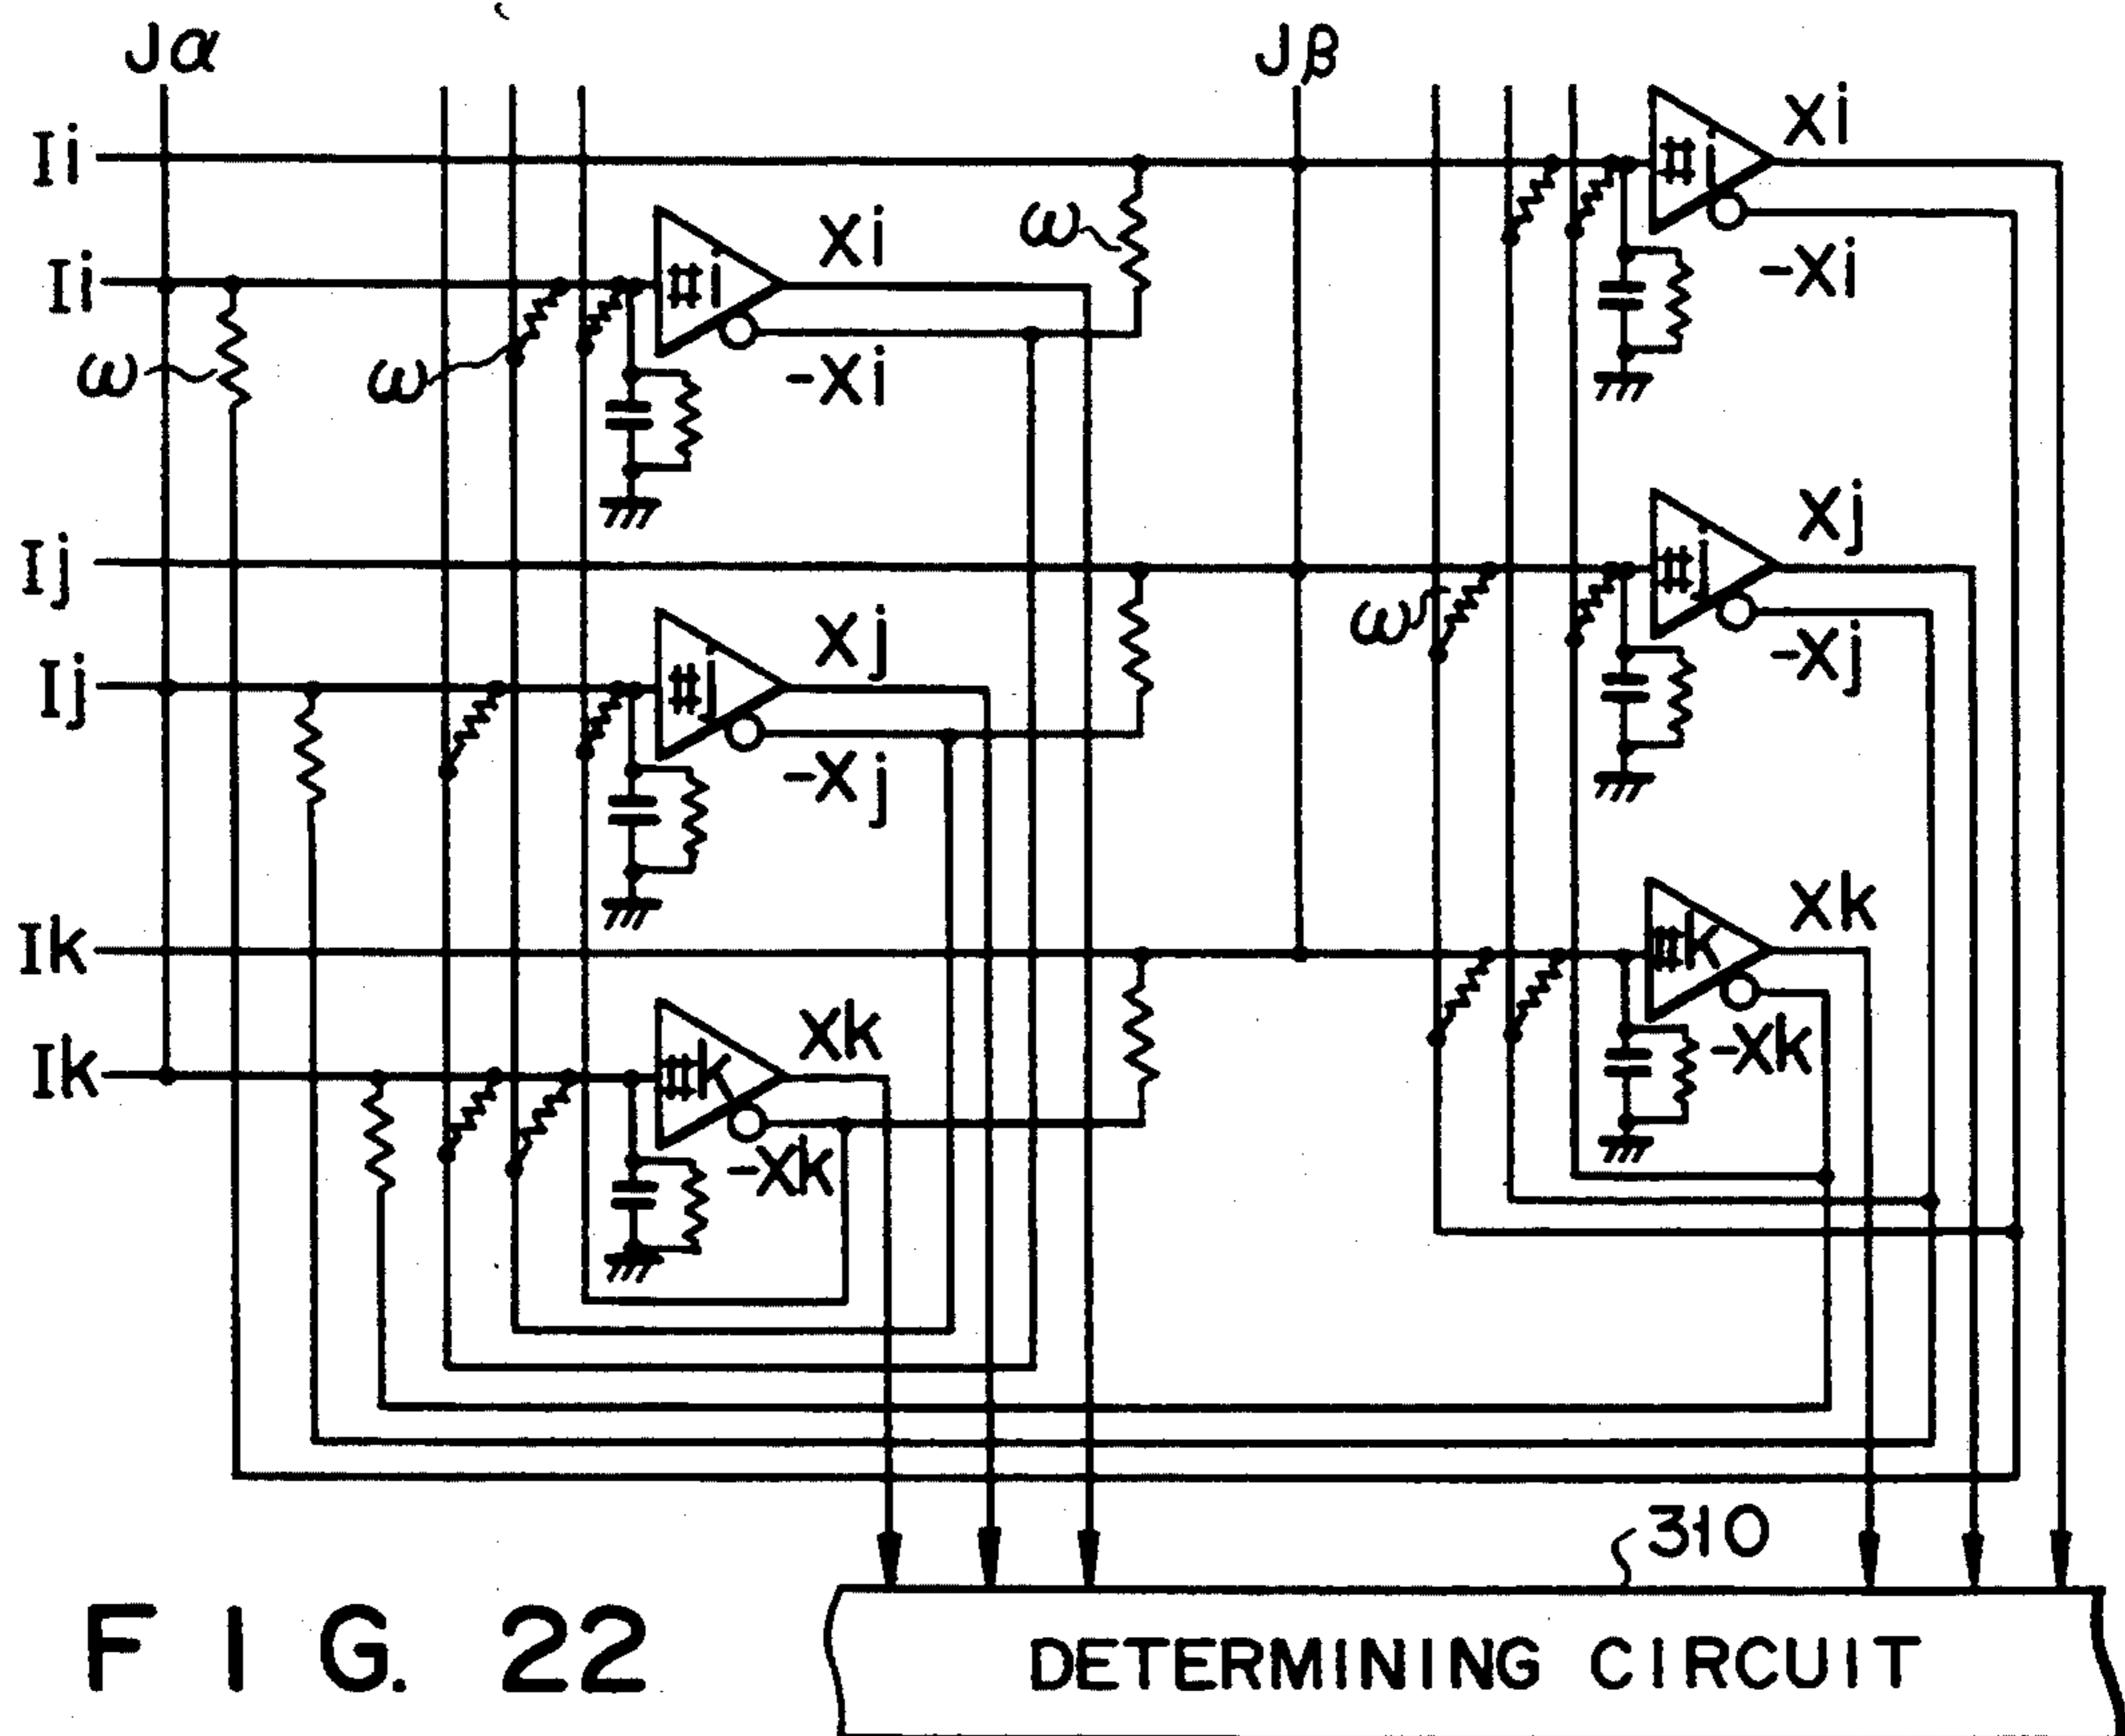 Jα Jβ
Ii #i Xi
-Xi
Ii #i Xi ω
-Xi
ω ω
Ij #j Xj
-Xj
ω
Ij #j Xj
-Xj
Ik #k Xk
-Xk
Ik #k Xk
-Xk
310
FIG. 22
DETERMINING CIRCUIT